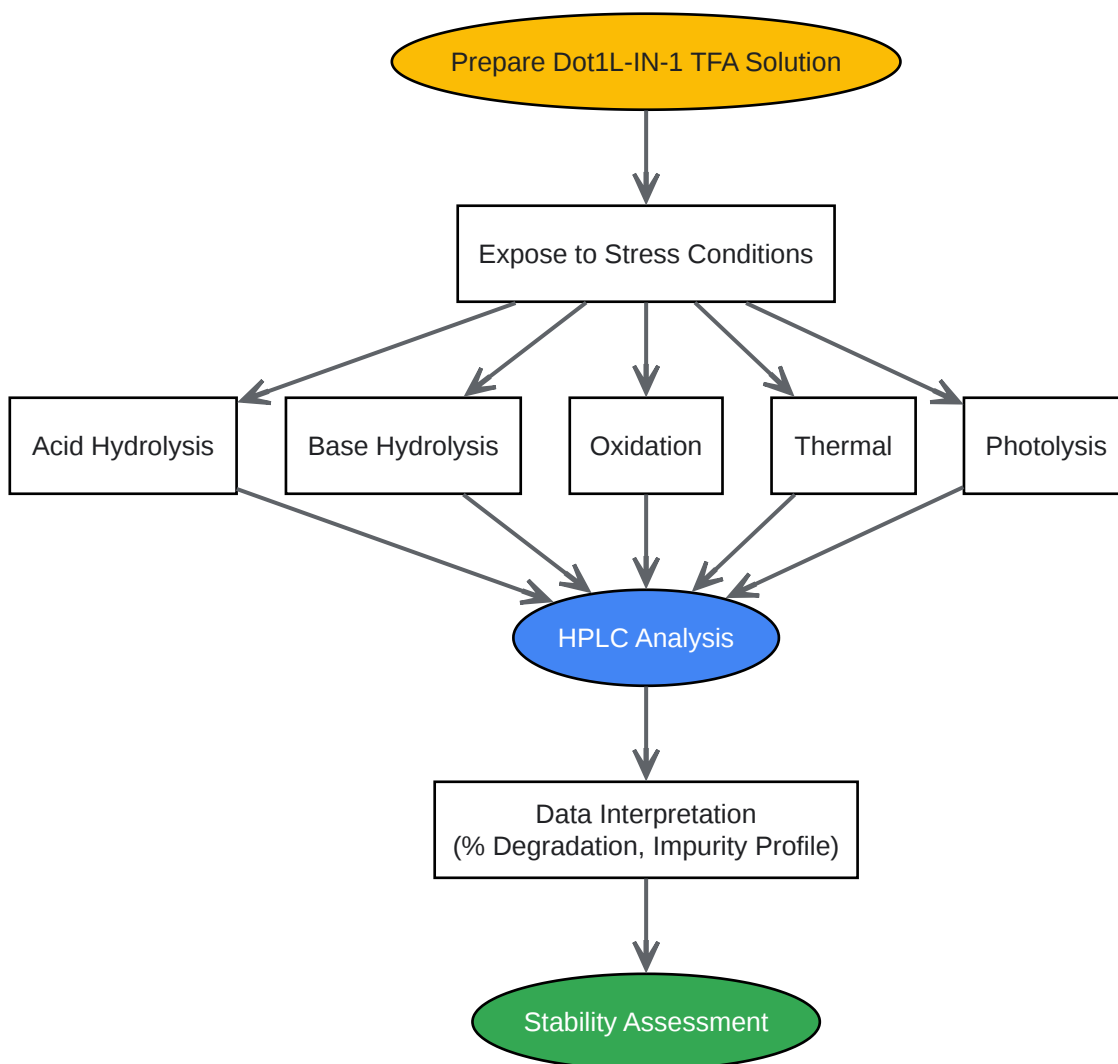 Prepare Dot1L-IN-1 TFA Solution
Expose to Stress Conditions
Acid Hydrolysis
Base Hydrolysis
Oxidation
Thermal
Photolysis
HPLC Analysis
Data Interpretation
(% Degradation, Impurity Profile)
Stability Assessment